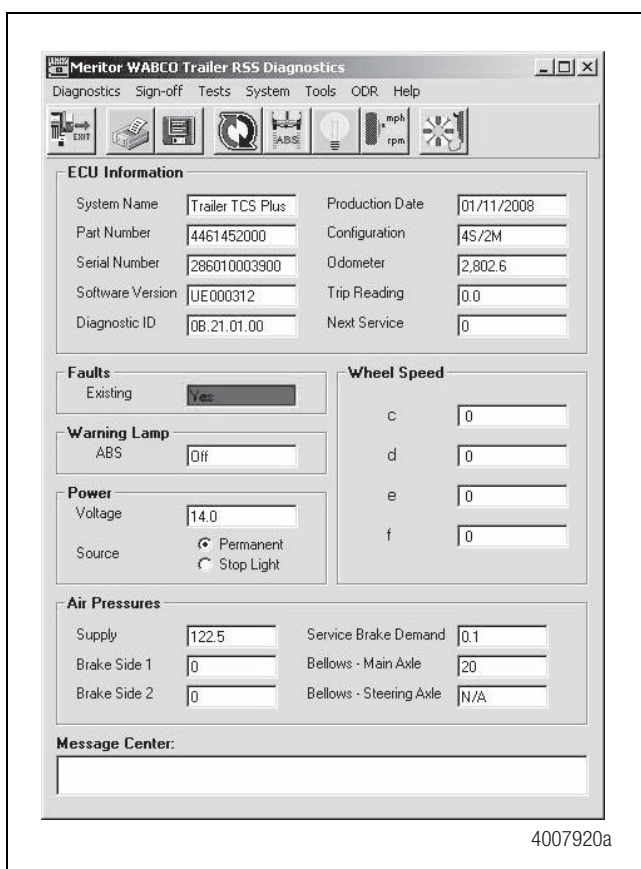 Meritor WABCO Trailer RSS Diagnostics
Diagnostics Sign-off Tests System Tools ODR Help
EXIT ABS mph rpm
ECU Information
System Name Trailer TCS Plus Production Date 01/11/2008
Part Number 4461452000 Configuration 4S/2M
Serial Number 286010003900 Odometer 2,802.6
Software Version UE000312 Trip Reading 0.0
Diagnostic ID 0B.21.01.00 Next Service 0
Faults
Existing Yes
Warning Lamp
ABS Off
Power
Voltage 14.0
Source Permanent
Stop Light
Wheel Speed
c 0
d 0
e 0
f 0
Air Pressures
Supply 122.5 Service Brake Demand 0.1
Brake Side 1 0 Bellows - Main Axle 20
Brake Side 2 0 Bellows - Steering Axle N/A
Message Center:
4007920a